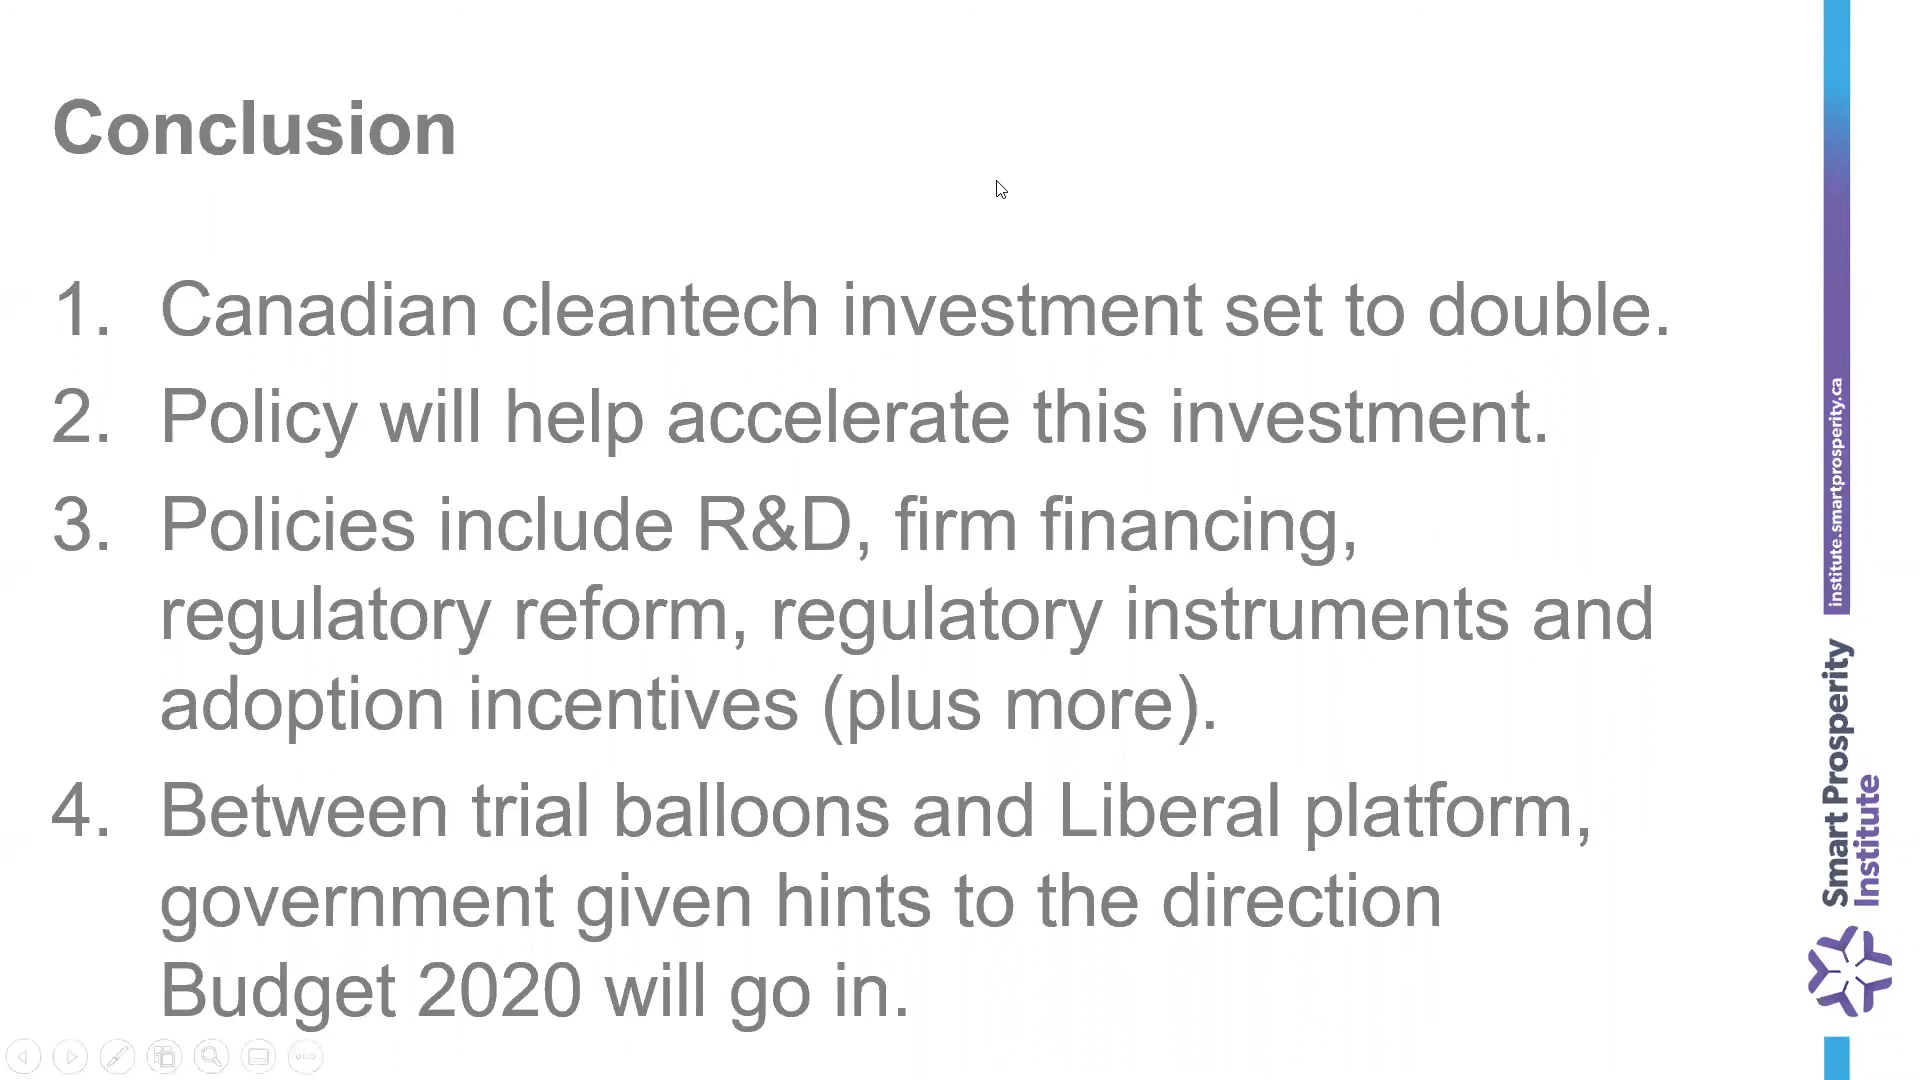 Conclusion
1. Canadian cleantech investment set to double.
2. Policy will help accelerate this investment.
3. Policies include R&D, firm financing,
regulatory reform, regulatory instruments and
adoption incentives (plus more).
4. Between trial balloons and Liberal platform,
government given hints to the direction
Budget 2020 will go in.
institute.smartprosperity.ca
Smart Prosperity
Institute